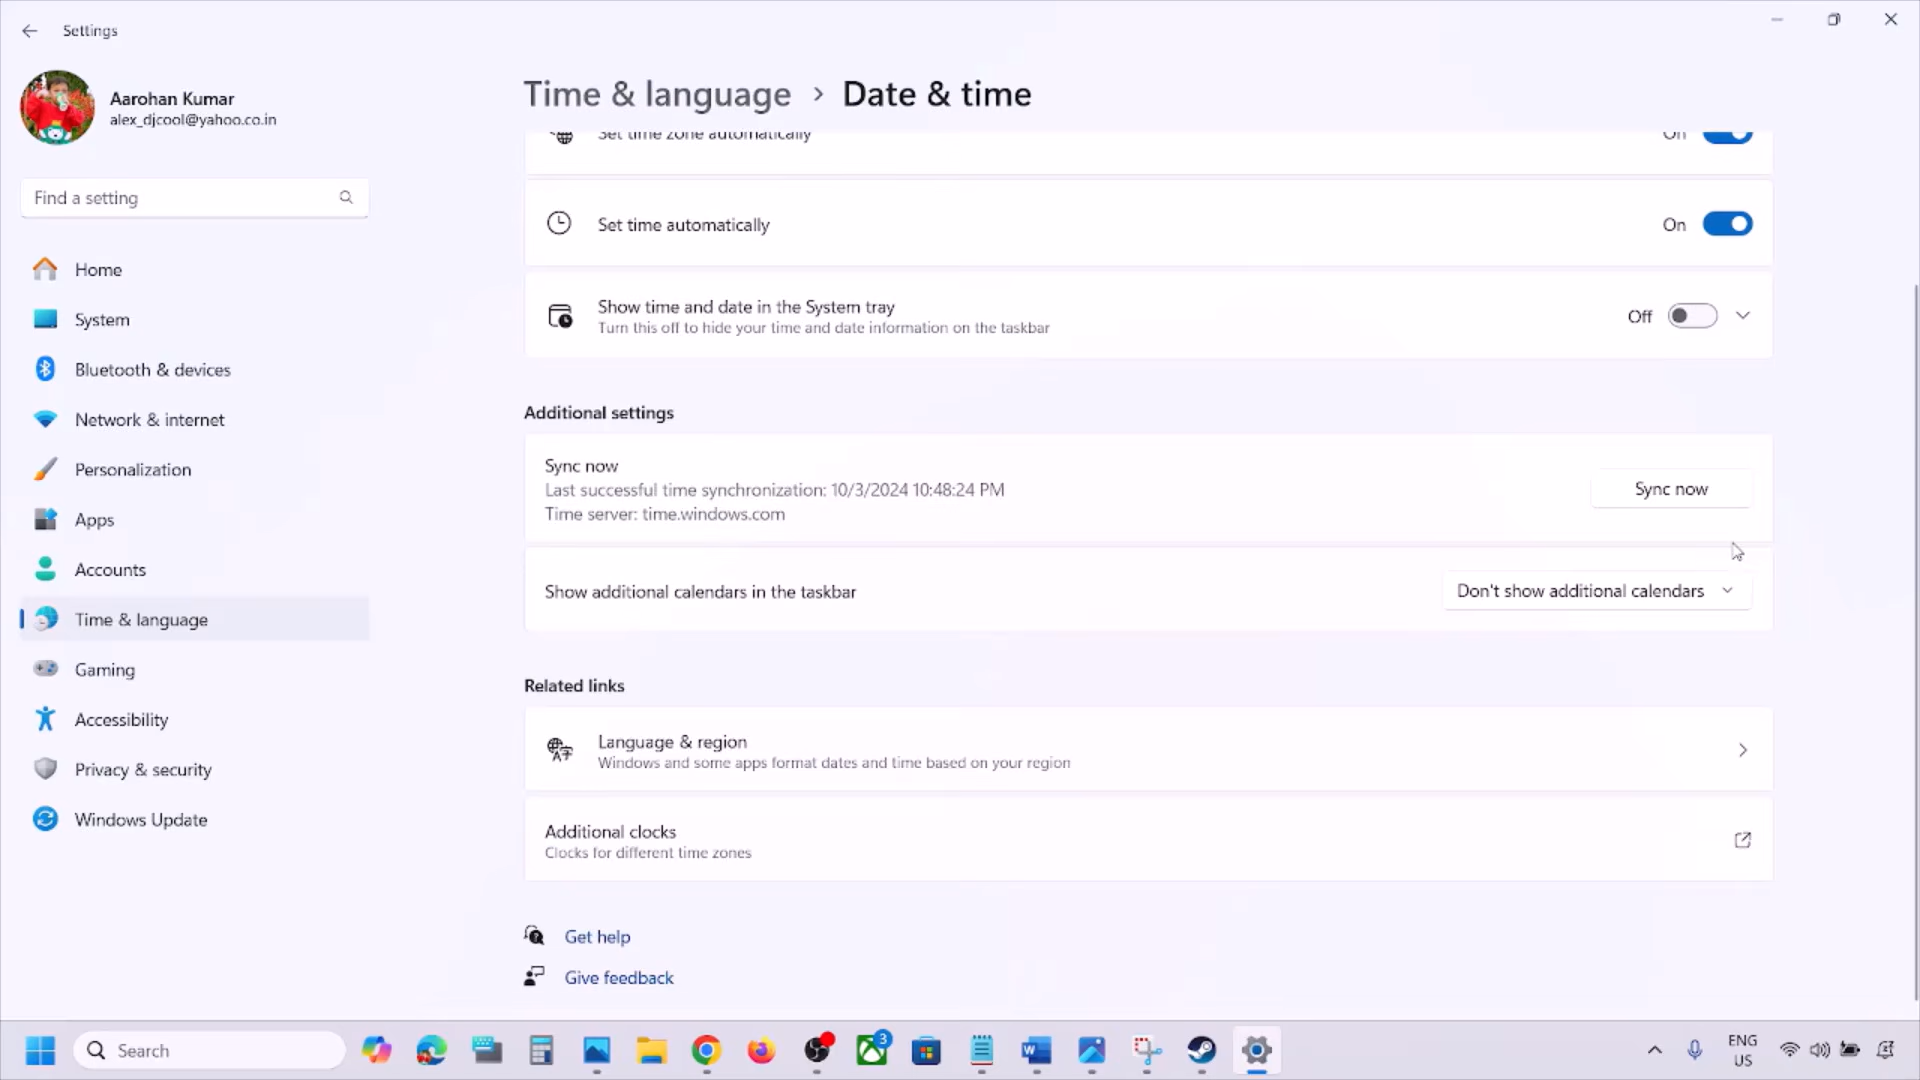 Settings
Aarohan Kumar
alex_djcool@yahoo.co.in
Find a setting
Home
System
Bluetooth & devices
Network & internet
Personalization
Apps
Accounts
Time & language
Gaming
Accessibility
Privacy & security
Windows Update
Time & language > Date & time
Set time zone automatically
On
Set time automatically
On
Show time and date in the System tray
Turn this off to hide your time and date information on the taskbar
Off
Additional settings
Sync now
Last successful time synchronization: 10/3/2024 10:48:24 PM
Time server: time.windows.com
Sync now
Show additional calendars in the taskbar
Don't show additional calendars
Related links
Language & region
Windows and some apps format dates and time based on your region
Additional clocks
Clocks for different time zones
Get help
Give feedback
Search
3
ENG
US